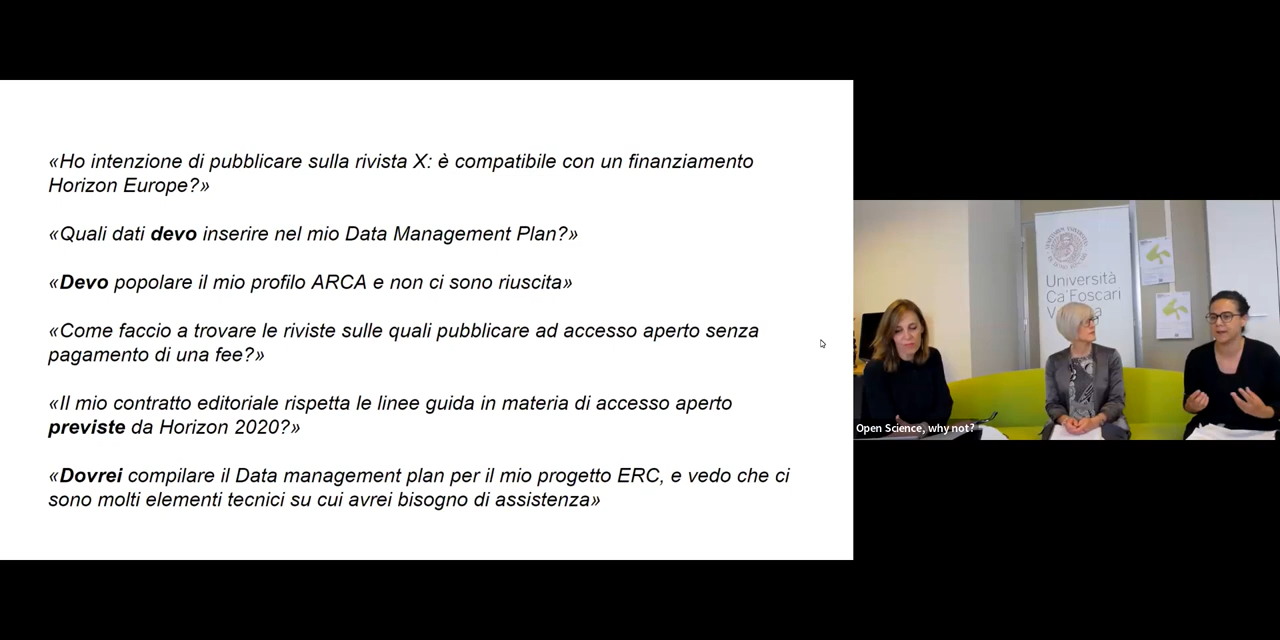 «Ho intenzione di pubblicare sulla rivista X: è compatibile con un finanziamento
Horizon Europe?»
«Quali dati devo inserire nel mio Data Management Plan?»
«Devo popolare il mio profilo ARCA e non ci sono riuscita»
«Come faccio a trovare le riviste sulle quali pubblicare ad accesso aperto senza
pagamento di una fee?»
«Il mio contratto editoriale rispetta le linee guida in materia di accesso aperto
previste da Horizon 2020?»
«Dovrei compilare il Data management plan per il mio progetto ERC, e vedo che ci
sono molti elementi tecnici su cui avrei bisogno di assistenza»
Università
Ca'Foscari
Open Science, why not?